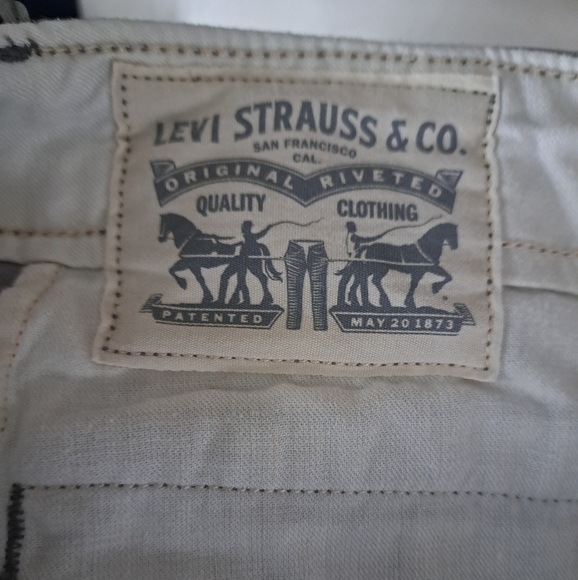 LEVI STRAUSS & CO.
SAN FRANCISCO
CAL.
ORIGINAL RIVETED
QUALITY CLOTHING
PATENTED MAY 20 1873